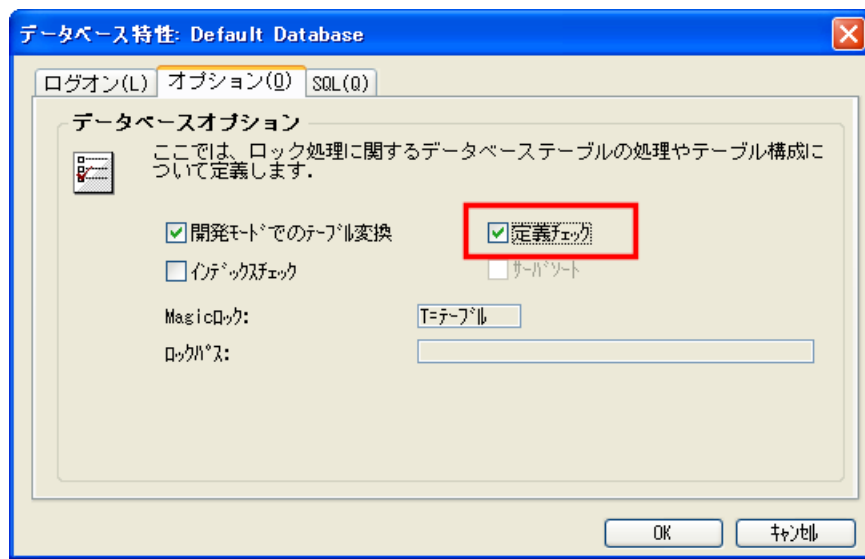 データベース特性: Default Database
ログオン(L) オプション(O) SQL(Q)
データベースオプション
ここでは、ロック処理に関するデータベーステーブルの処理やテーブル構成に
ついて定義します.
開発ﾓｰﾄﾞでのﾃｰﾌﾞﾙ変換 定義ﾁｪｯｸ
ｲﾝﾃﾞｯｸｽﾁｪｯｸ ｻｰﾊﾞｿｰﾄ
Magicﾛｯｸ: T=ﾃｰﾌﾞﾙ
ﾛｯｸﾊﾟｽ:
OK ｷｬﾝｾﾙ